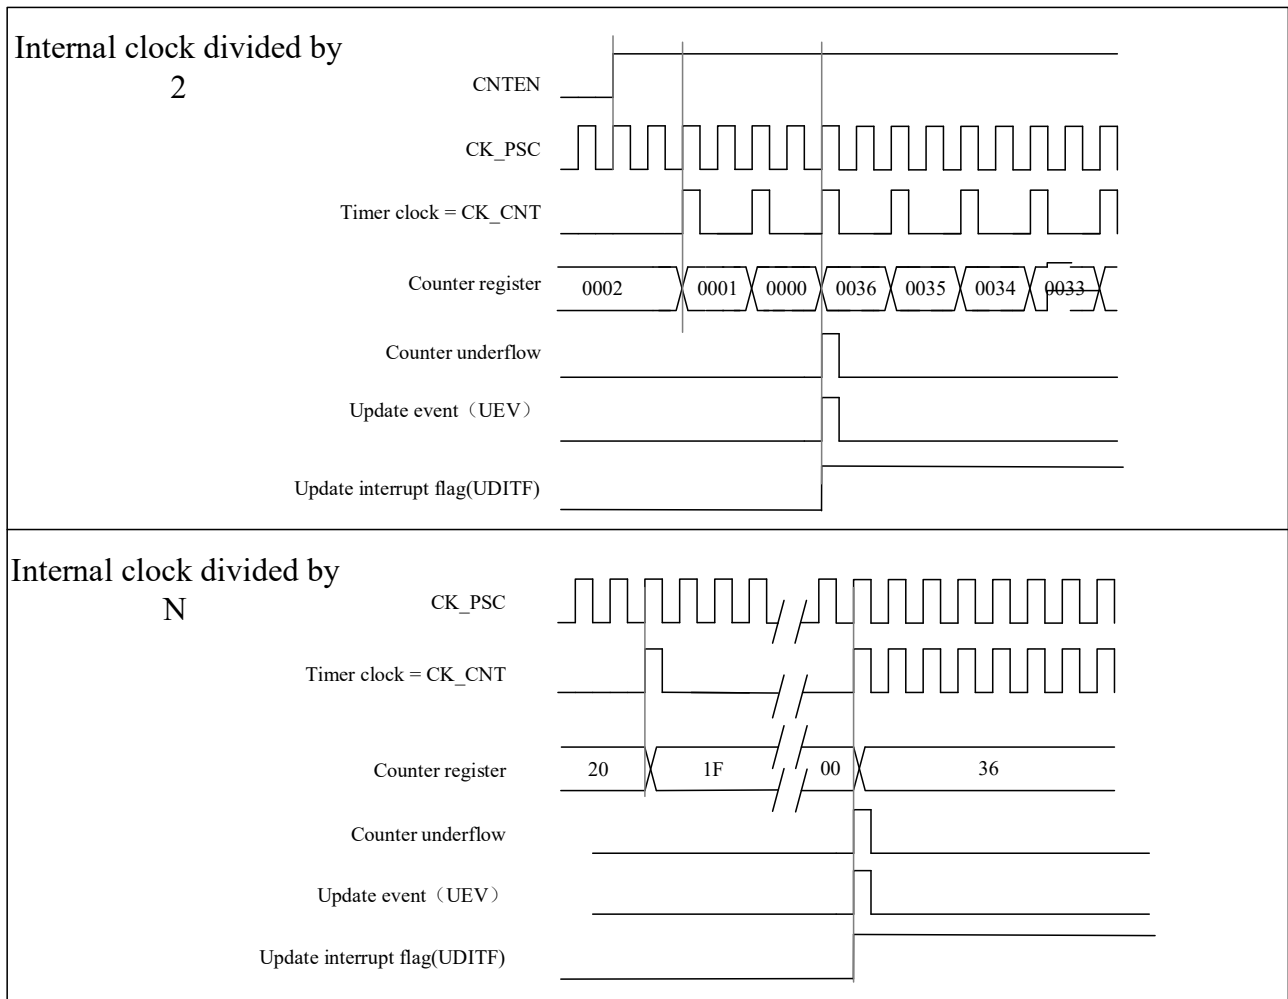 Internal clock divided by
2
CNTEN
CK_PSC
Timer clock = CK_CNT
Counter register
0002
0001
0000
0036
0035
0034
0033
Counter underflow
Update event（UEV）
Update interrupt flag(UDITF)
Internal clock divided by
N
CK_PSC
Timer clock = CK_CNT
Counter register
20
1F
00
36
Counter underflow
Update event（UEV）
Update interrupt flag(UDITF)